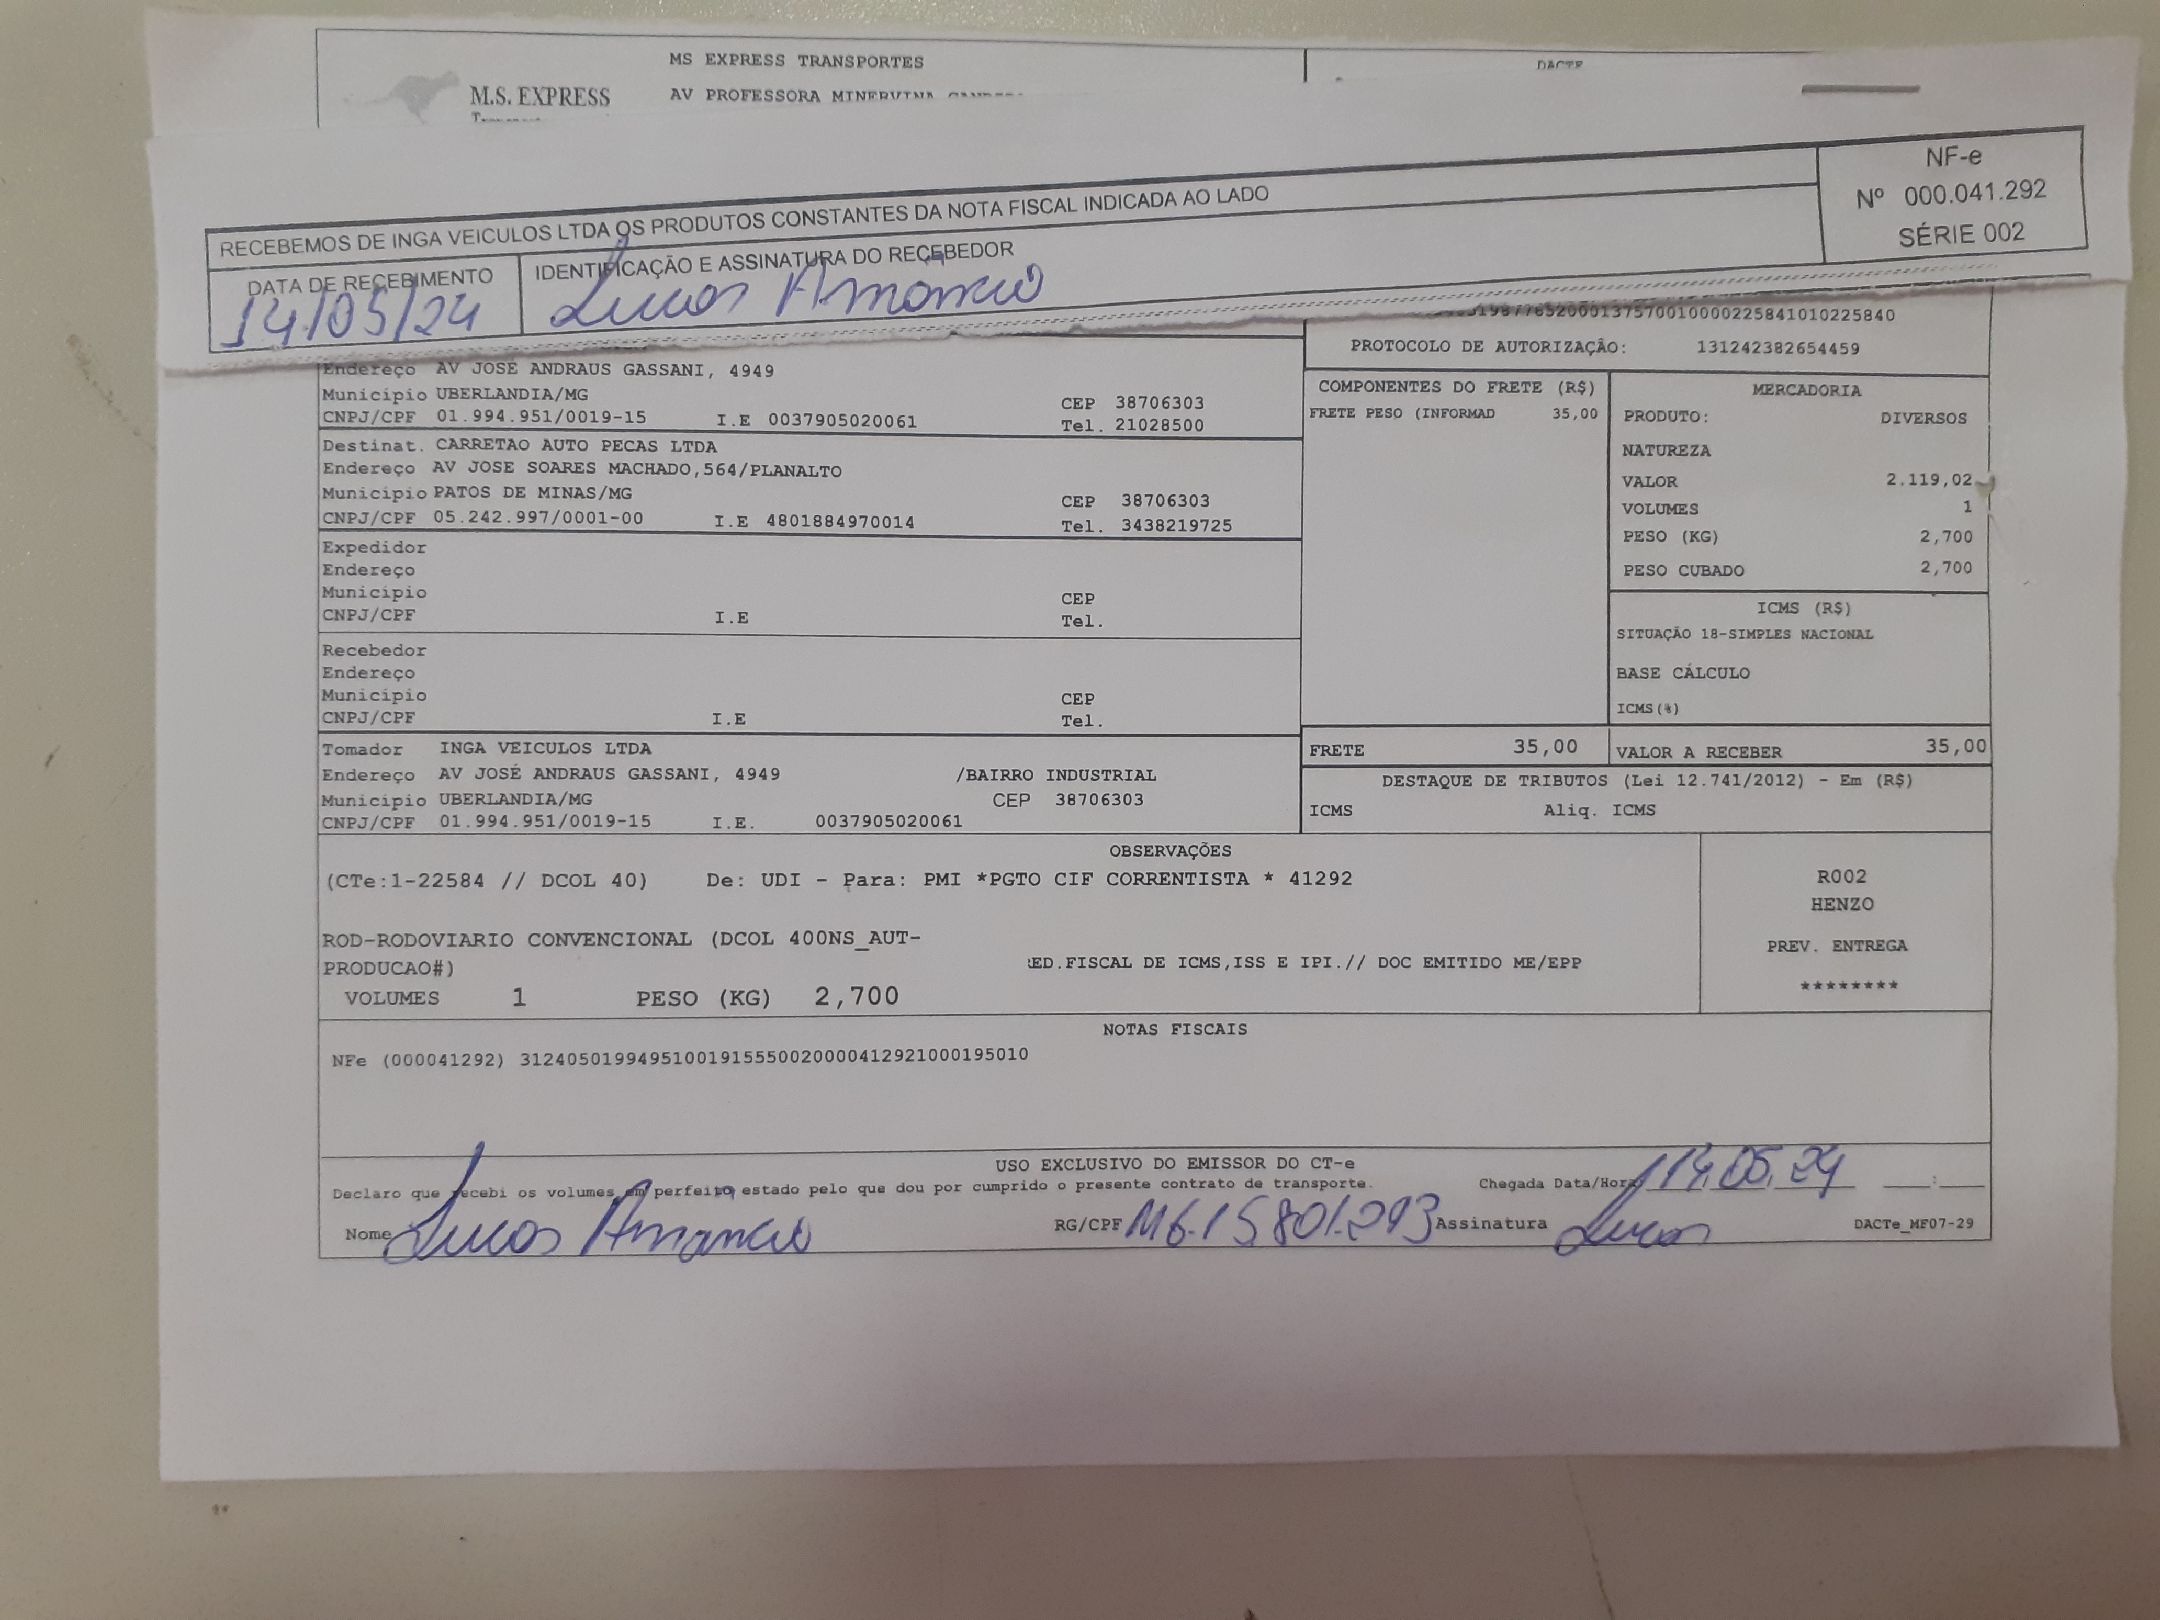 MS EXPRESS TRANSPORTES
DACTE
M.S. EXPRESS
AV PROFESSORA MINERVINA
NF-e
Nº 000.041.292
SÉRIE 002
RECEBEMOS DE INGA VEICULOS LTDA OS PRODUTOS CONSTANTES DA NOTA FISCAL INDICADA AO LADO
DATA DE RECEBIMENTO
IDENTIFICAÇÃO E ASSINATURA DO RECEBEDOR
14/05/24
Lucas Amâncio
PROTOCOLO DE AUTORIZAÇÃO: 131242382654459
Endereço AV JOSÉ ANDRAUS GASSANI, 4949
Município UBERLANDIA/MG CEP 38706303
CNPJ/CPF 01.994.951/0019-15 I.E 0037905020061 Tel. 21028500
Destinat. CARRETAO AUTO PECAS LTDA
Endereço AV JOSE SOARES MACHADO,564/PLANALTO
Município PATOS DE MINAS/MG CEP 38706303
CNPJ/CPF 05.242.997/0001-00 I.E 4801884970014 Tel. 3438219725
Expedidor
Endereço
Município CEP
CNPJ/CPF I.E Tel.
Recebedor
Endereço
Município CEP
CNPJ/CPF I.E Tel.
Tomador INGA VEICULOS LTDA
Endereço AV JOSÉ ANDRAUS GASSANI, 4949 /BAIRRO INDUSTRIAL
Município UBERLANDIA/MG CEP 38706303
CNPJ/CPF 01.994.951/0019-15 I.E. 0037905020061
COMPONENTES DO FRETE (R$)
FRETE PESO (INFORMAD 35,00
MERCADORIA
PRODUTO: DIVERSOS
NATUREZA
VALOR 2.119,02
VOLUMES 1
PESO (KG) 2,700
PESO CUBADO 2,700
ICMS (R$)
SITUAÇÃO 18-SIMPLES NACIONAL
BASE CÁLCULO
ICMS(%)
FRETE 35,00 VALOR A RECEBER 35,00
DESTAQUE DE TRIBUTOS (Lei 12.741/2012) - Em (R$)
ICMS Aliq. ICMS
OBSERVAÇÕES
(CTe:1-22584 // DCOL 40) De: UDI - Para: PMI *PGTO CIF CORRENTISTA * 41292
ROD-RODOVIARIO CONVENCIONAL (DCOL 400NS_AUT-
PRODUCAO#) ED.FISCAL DE ICMS,ISS E IPI.// DOC EMITIDO ME/EPP
VOLUMES 1 PESO (KG) 2,700
R002
HENZO
PREV. ENTREGA
********
NOTAS FISCAIS
NFe (000041292) 31240501994951001915550020000412921000195010
USO EXCLUSIVO DO EMISSOR DO CT-e
Declaro que recebi os volumes em perfeito estado pelo que dou por cumprido o presente contrato de transporte. Chegada Data/Hora 14,05,24
Nome Lucas Amâncio RG/CPF Assinatura Lucas DACTe_MF07-29